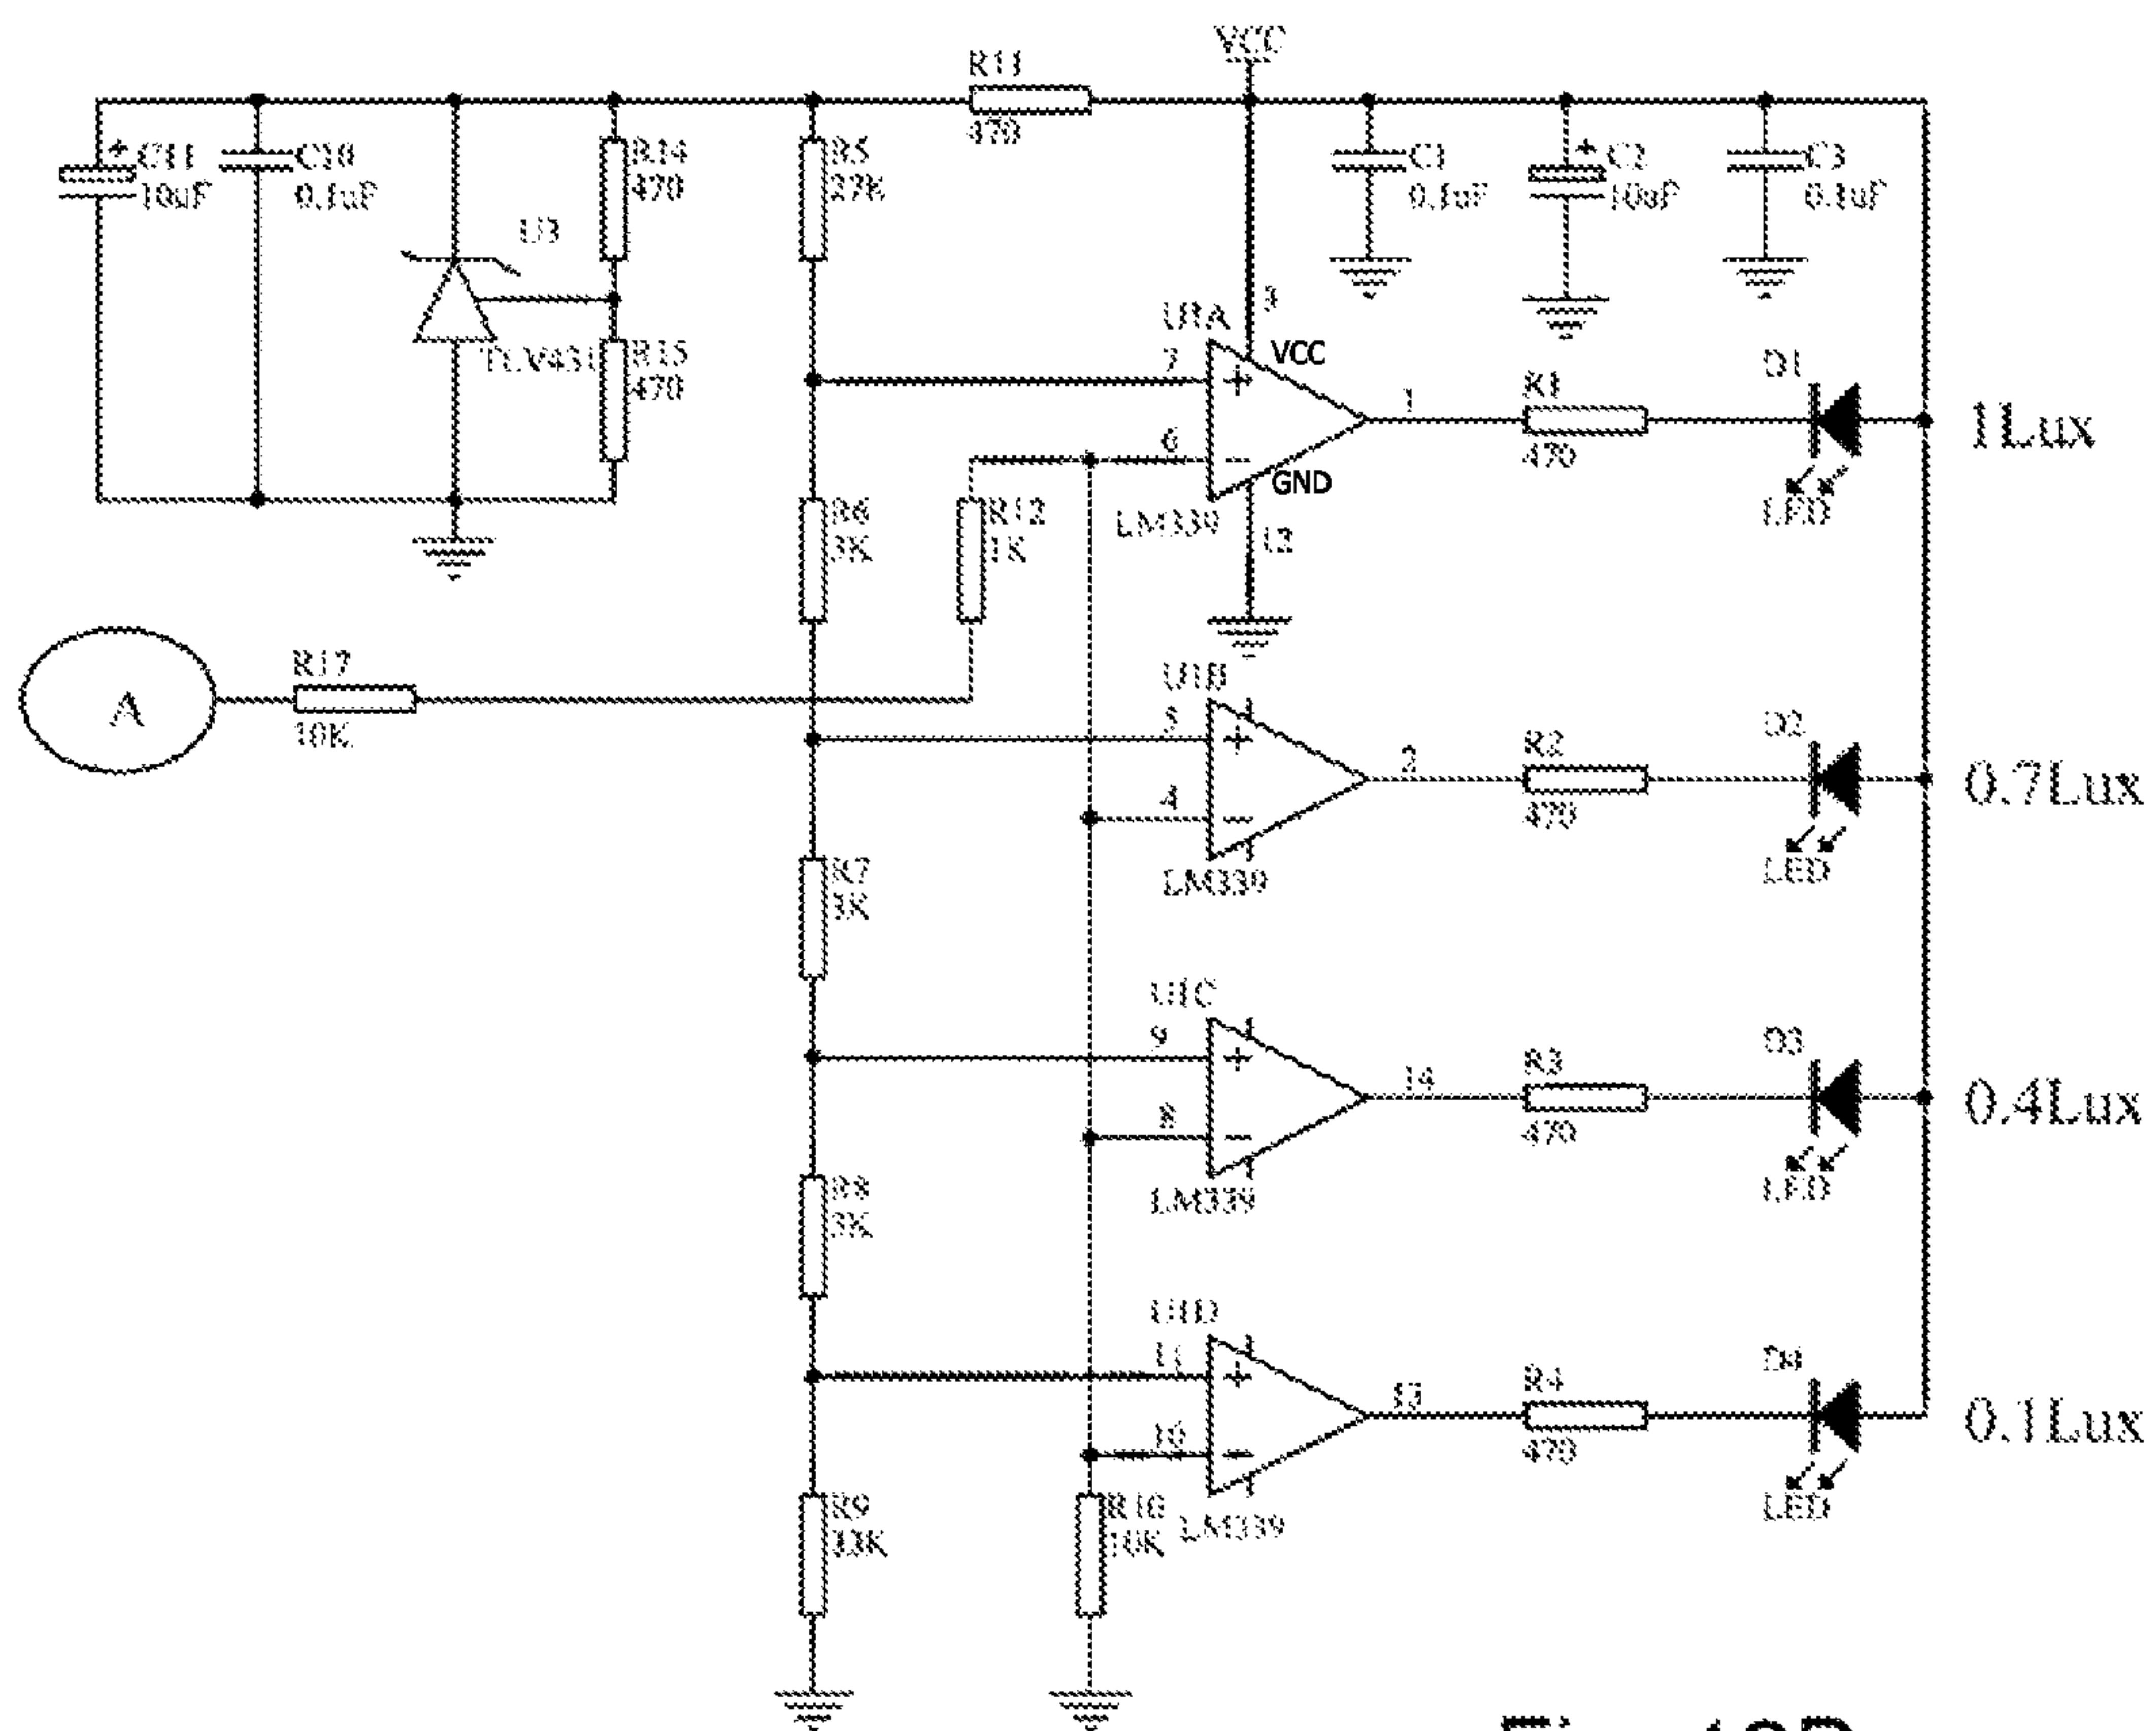 VCC
R11
470
C11
10uF
C10
0.1uF
R14
470
R5
27K
C1
0.1uF
C2
10uF
C3
0.1uF
U3
TLV431
R15
470
U1A
3
VCC
7
+
6
−
GND
LM339
12
1
R1
470
D1
LED
1Lux
R6
3K
R12
1K
A
R17
10K
U1B
5
+
4
−
LM339
2
R2
470
D2
LED
0.7Lux
R7
3K
U1C
9
+
8
−
LM339
14
R3
470
D3
LED
0.4Lux
R8
3K
U1D
11
+
10
−
LM339
13
R4
470
D4
LED
0.1Lux
R9
33K
R10
10K